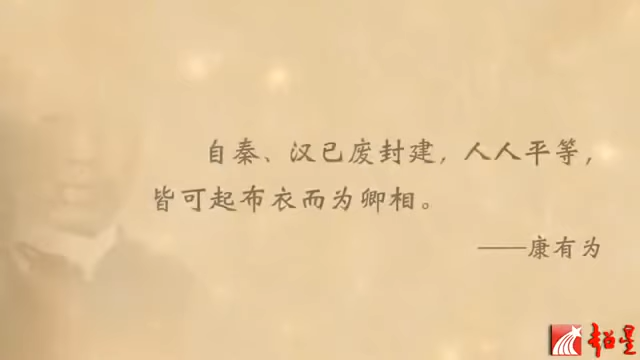 自秦、汉已废封建，人人平等，
皆可起布衣而为卿相。
——康有为
超星